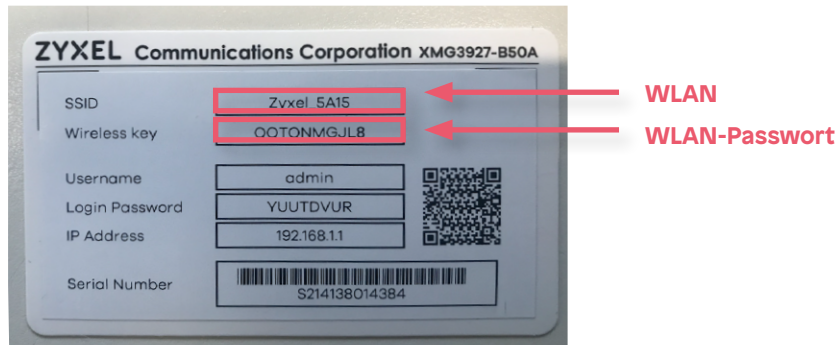 ZYXEL Communications Corporation XMG3927-B50A
SSID Zyxel_5A15 WLAN
Wireless key OOTONMGJL8 WLAN-Passwort
Username admin
Login Password YUUTDVUR
IP Address 192.168.1.1
Serial Number S214138014384